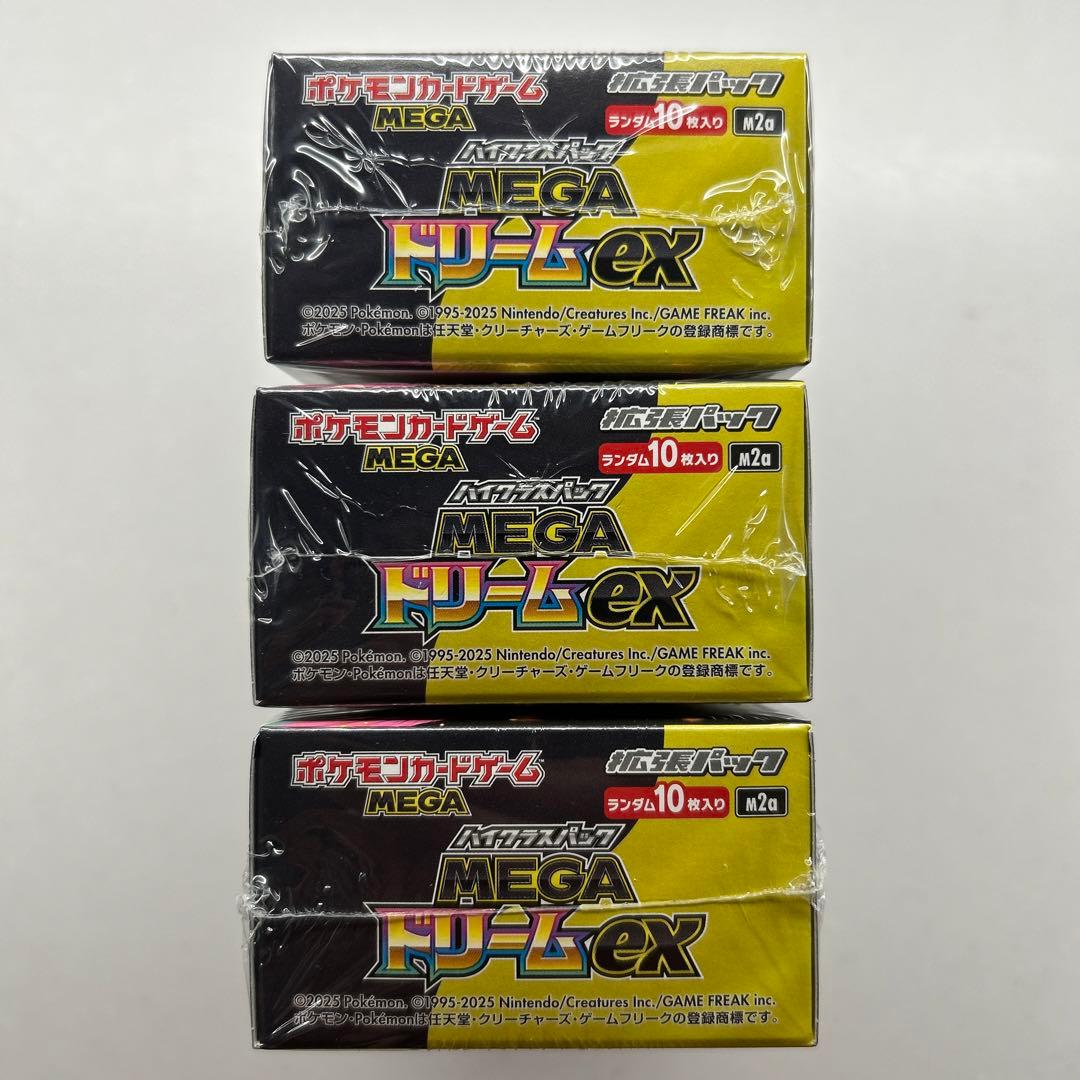 ポケモンカードゲーム 拡張パック
MEGA ランダム10枚入り M2a
ハイクラスパック
MEGA
ドリームex
©2025 Pokémon. ©1995-2025 Nintendo/Creatures Inc./GAME FREAK inc.
ポケモン・Pokémonは任天堂・クリーチャーズ・ゲームフリークの登録商標です。
ポケモンカードゲーム 拡張パック
MEGA ランダム10枚入り M2a
ハイクラスパック
MEGA
ドリームex
©2025 Pokémon. ©1995-2025 Nintendo/Creatures Inc./GAME FREAK inc.
ポケモン・Pokémonは任天堂・クリーチャーズ・ゲームフリークの登録商標です。
ポケモンカードゲーム 拡張パック
MEGA ランダム10枚入り M2a
ハイクラスパック
MEGA
ドリームex
©2025 Pokémon. ©1995-2025 Nintendo/Creatures Inc./GAME FREAK inc.
ポケモン・Pokémonは任天堂・クリーチャーズ・ゲームフリークの登録商標です。